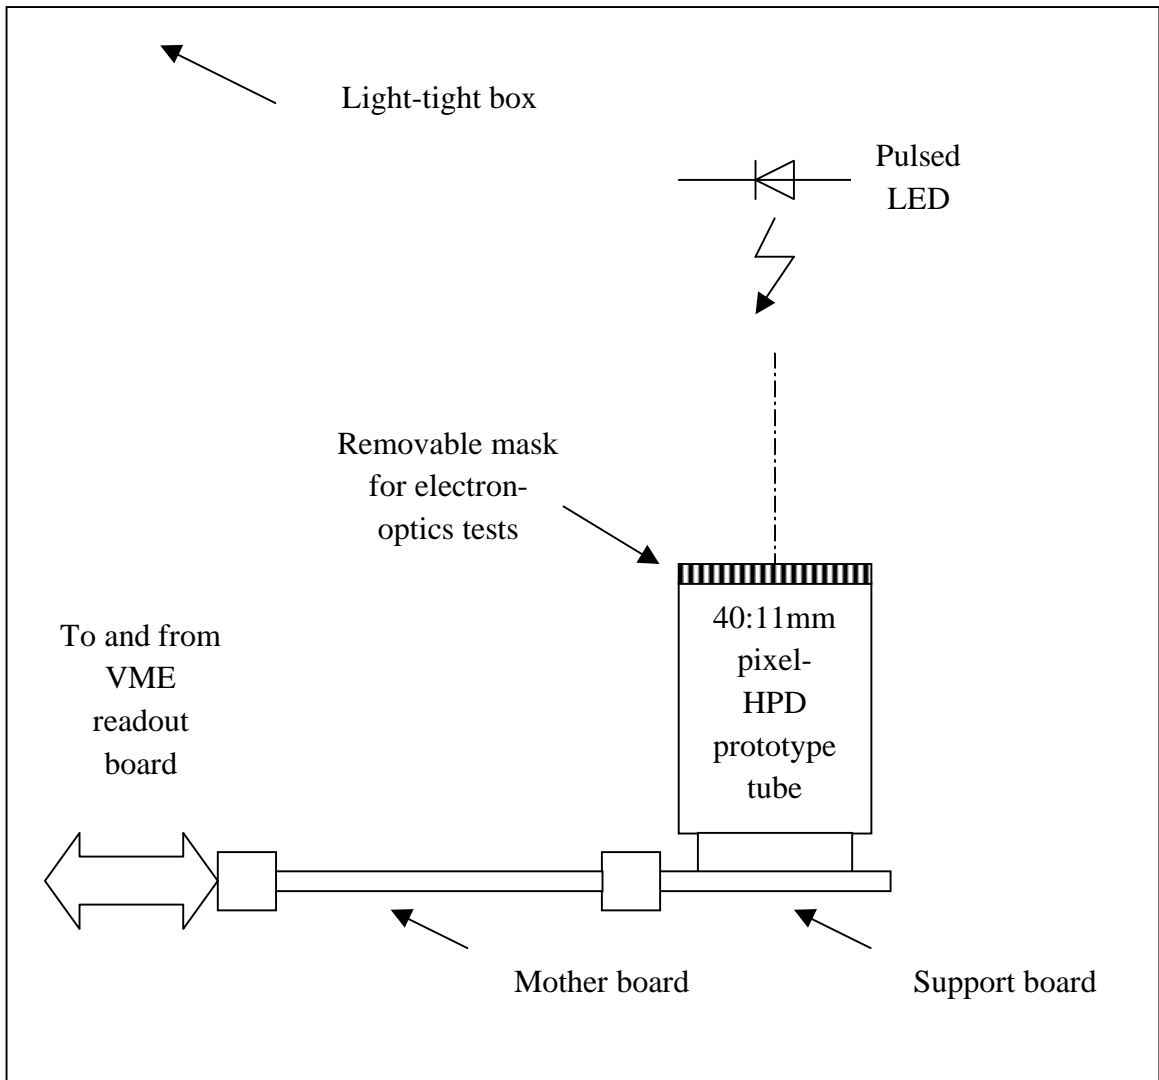 Light-tight box
Pulsed
LED
Removable mask
for electron-
optics tests
40:11mm
pixel-
HPD
prototype
tube
To and from
VME
readout
board
Mother board
Support board